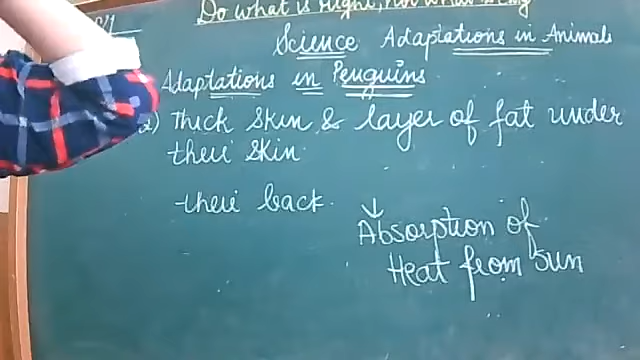 Do what is right, not what is easy
Science Adaptations in Animals
Adaptations in Penguins
2) Thick Skin & layer of fat under
their Skin.
their back.
↓
Absorption of
Heat from Sun